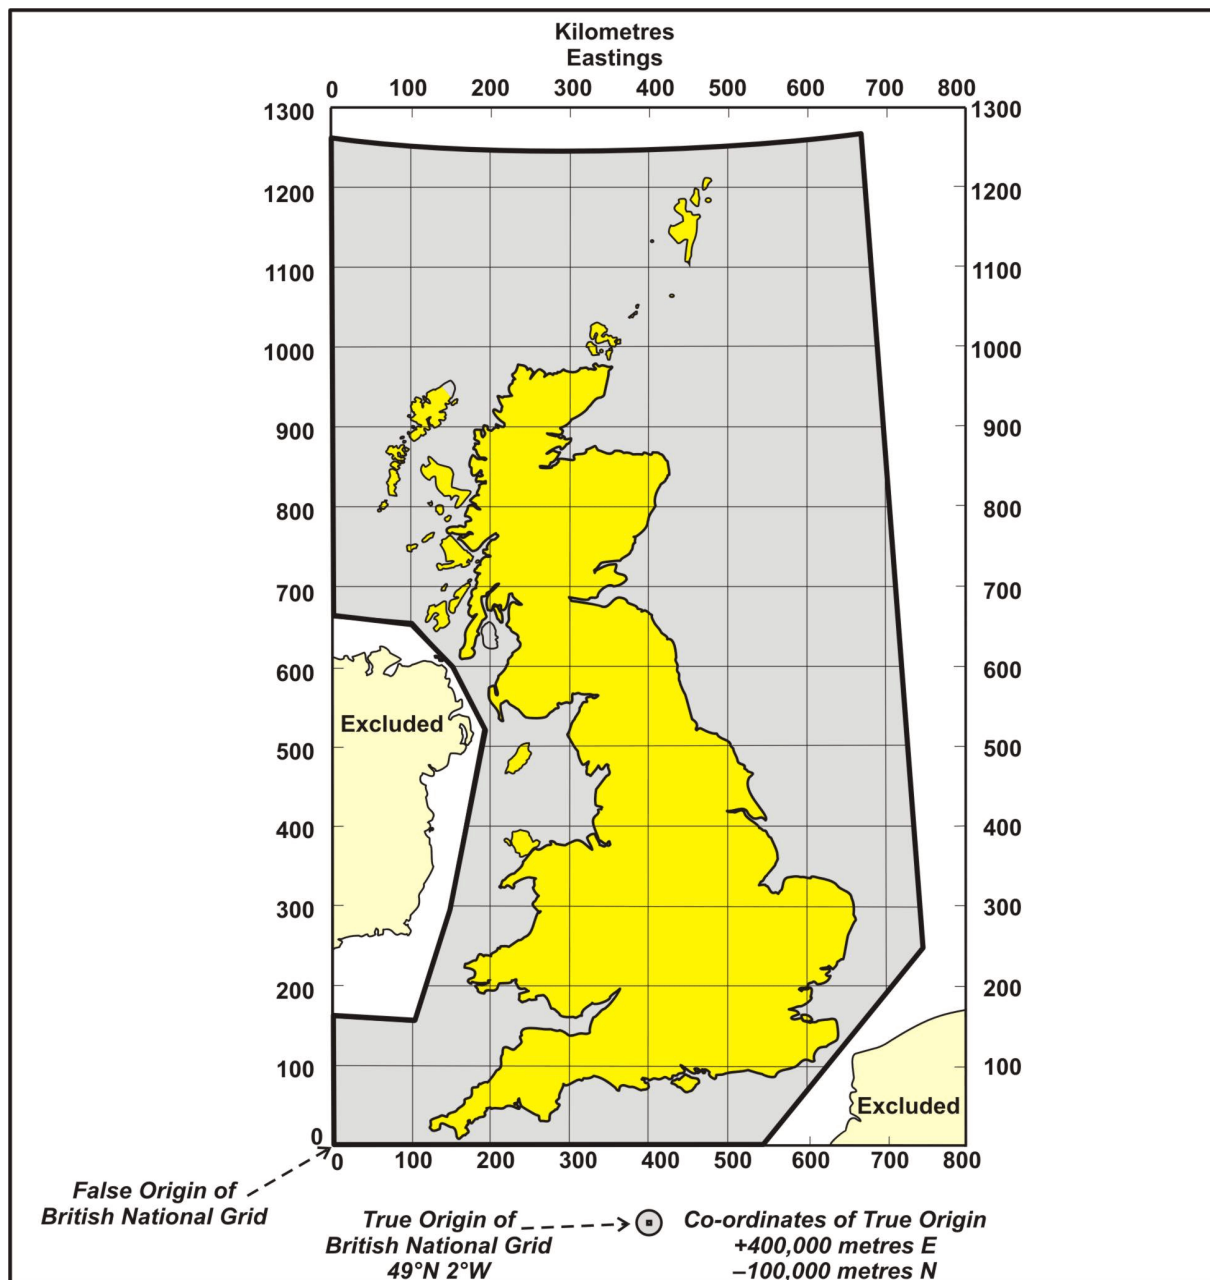 Kilometres
Eastings
0 100 200 300 400 500 600 700 800
1300 1300
1200 1200
1100 1100
1000 1000
900 900
800 800
700 700
600 600
Excluded
500 500
400 400
300 300
200 200
100 100
Excluded
0
0 100 200 300 400 500 600 700 800
False Origin of
British National Grid
True Origin of
British National Grid
49°N 2°W
Co-ordinates of True Origin
+400,000 metres E
–100,000 metres N